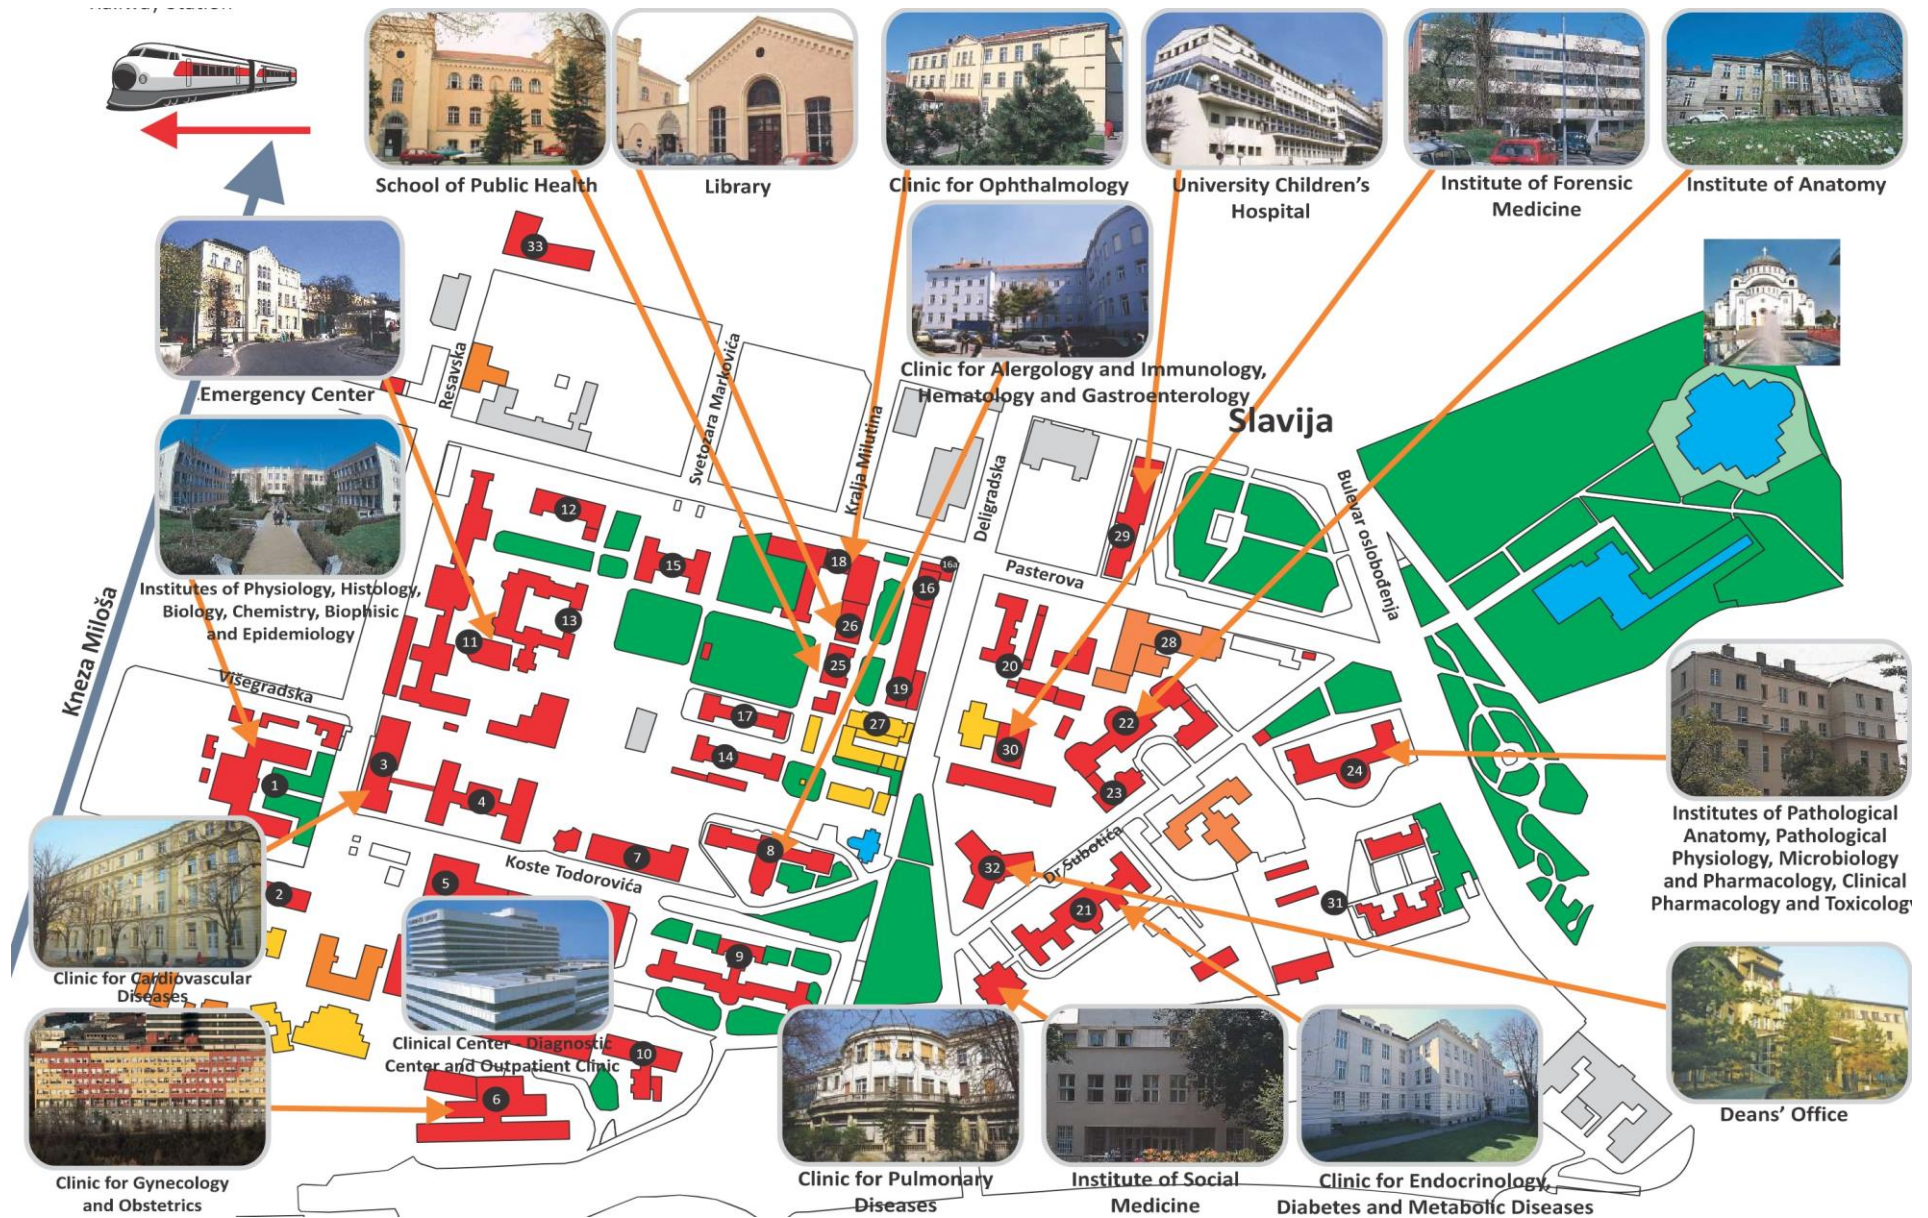 Railway Station
School of Public Health
Library
Clinic for Ophthalmology
University Children's
Hospital
Institute of Forensic
Medicine
Institute of Anatomy
33
Emergency Center
Clinic for Alergology and Immunology,
Hematology and Gastroenterology
Resavska
Svetozara Markovića
Kralja Milutina
Deligradska
Slavija
Bulevar oslobođenja
Pasterova
Kneza Miloša
Višegradska
Institutes of Physiology, Histology,
Biology, Chemistry, Biophisic
and Epidemiology
12
15
18
16a
16
29
13
11
26
25
20
28
19
17
27
22
30
14
3
1
4
23
24
7
8
32
Koste Todorovića
Dr Subotića
5
2
21
31
9
10
6
Institutes of Pathological
Anatomy, Pathological
Physiology, Microbiology
and Pharmacology, Clinical
Pharmacology and Toxicology
Clinic for Cardiovascular
Diseases
Clinical Center - Diagnostic
Center and Outpatient Clinic
Clinic for Gynecology
and Obstetrics
Clinic for Pulmonary
Diseases
Institute of Social
Medicine
Clinic for Endocrinology,
Diabetes and Metabolic Diseases
Deans' Office